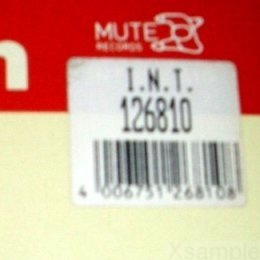 MUTE
RECORDS
n
I.N.T.
126810
4 006751 268108
Xsample